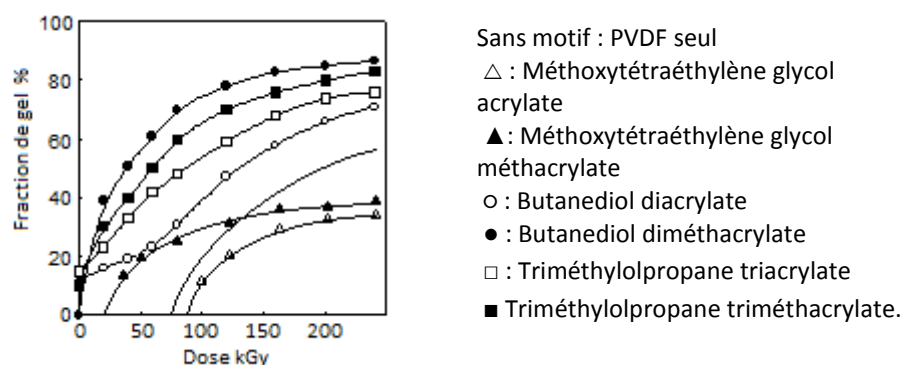 100
80
60
40
20
0
Fraction de gel %
0 50 100 150 200
Dose kGy
Sans motif : PVDF seul
△ : Méthoxytétraéthylène glycol
acrylate
▲: Méthoxytétraéthylène glycol
méthacrylate
○ : Butanediol diacrylate
● : Butanediol diméthacrylate
□ : Triméthylolpropane triacrylate
■ Triméthylolpropane triméthacrylate.